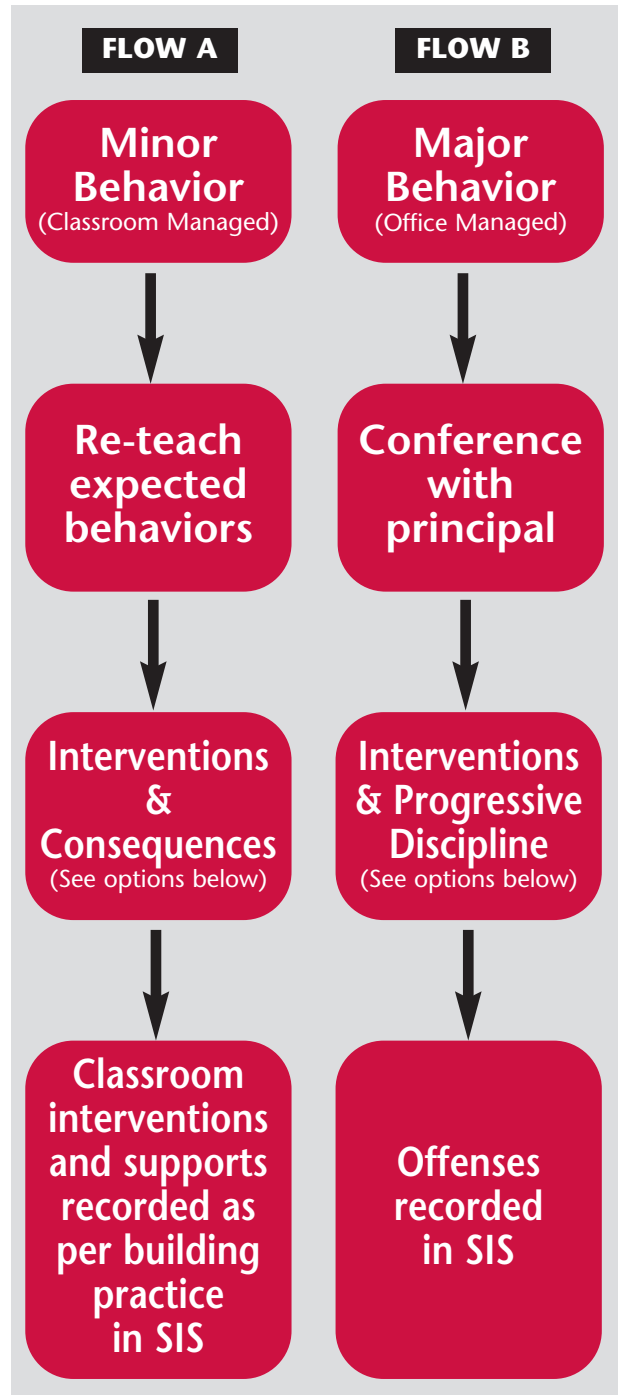 FLOW A
Minor
Behavior
(Classroom Managed)
Re-teach
expected
behaviors
Interventions
&
Consequences
(See options below)
Classroom
interventions
and supports
recorded as
per building
practice
in SIS
FLOW B
Major
Behavior
(Office Managed)
Conference
with
principal
Interventions
& Progressive
Discipline
(See options below)
Offenses
recorded
in SIS